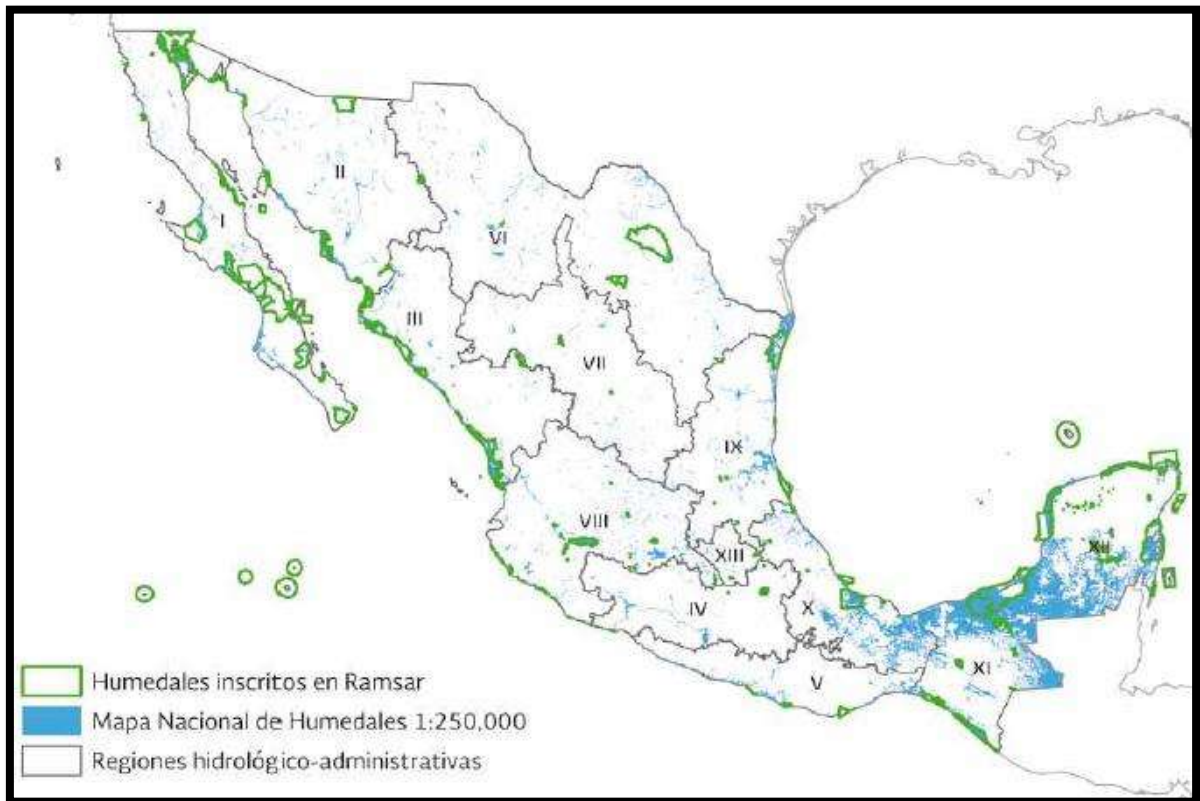 II
I
VI
III
VII
IX
VIII
XIII
XII
IV
X
XI
V
Humedales inscritos en Ramsar
Mapa Nacional de Humedales 1:250,000
Regiones hidrológico-administrativas